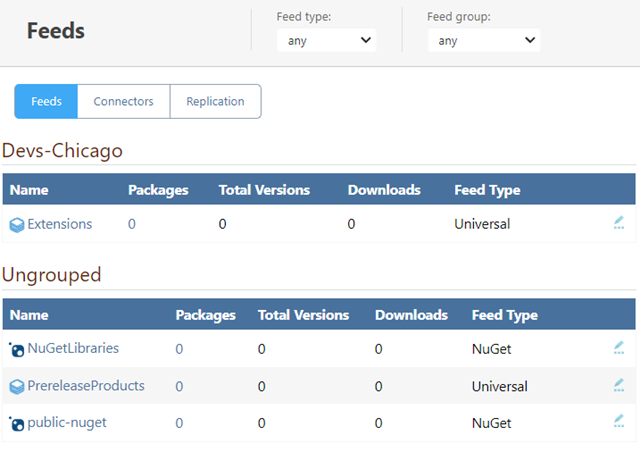 Feeds
Feed type:
Feed group:
any
any
Feeds Connectors Replication
Devs-Chicago
Name Packages Total Versions Downloads Feed Type
Extensions 0 0 0 Universal
Ungrouped
Name Packages Total Versions Downloads Feed Type
NuGetLibraries 0 0 0 NuGet
PrereleaseProducts 0 0 0 Universal
public-nuget 0 0 0 NuGet